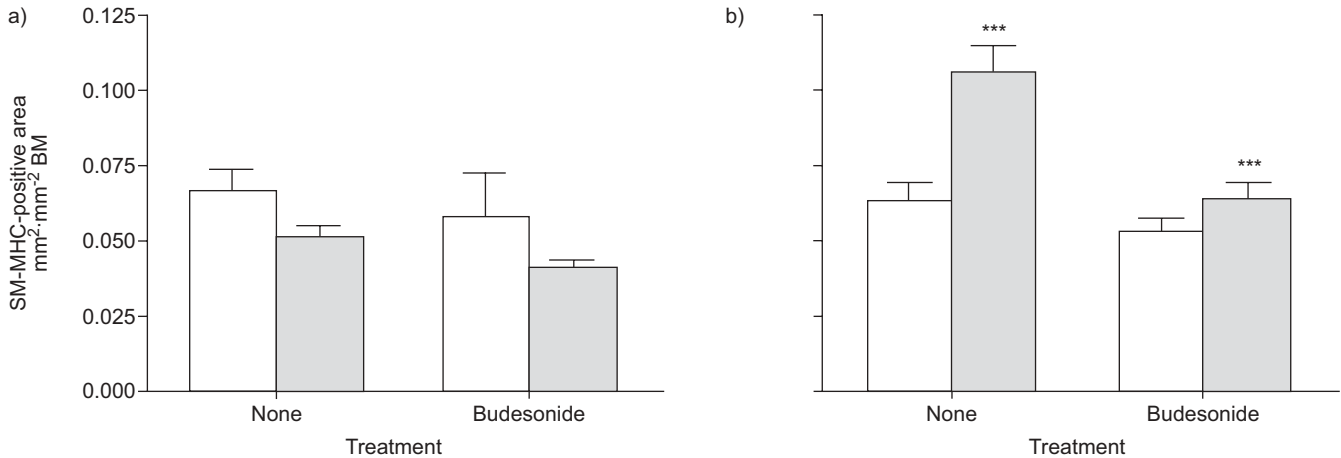 a)
SM-MHC-positive area
mm²·mm⁻² BM
0.125
0.100
0.075
0.050
0.025
0.000
None
Budesonide
Treatment
b)
***
***
None
Budesonide
Treatment